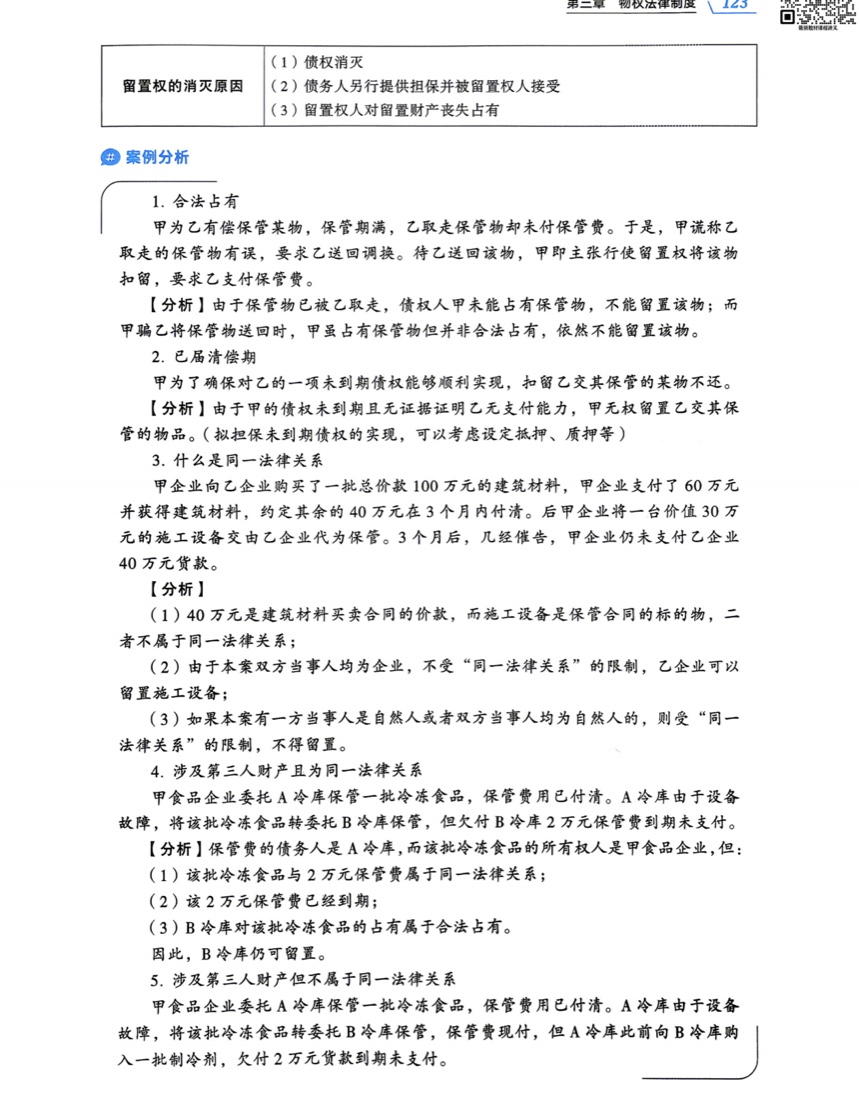 第三章 物权法律制度 123
留置权的消灭原因
（1）债权消灭
（2）债务人另行提供担保并被留置权人接受
（3）留置权人对留置财产丧失占有
# 案例分析
1. 合法占有
甲为乙有偿保管某物，保管期满，乙取走保管物却未付保管费。于是，甲谎称乙
取走的保管物有误，要求乙送回调换。待乙送回该物，甲即主张行使留置权将该物
扣留，要求乙支付保管费。
【分析】由于保管物已被乙取走，债权人甲未能占有保管物，不能留置该物；而
甲骗乙将保管物送回时，甲虽占有保管物但并非合法占有，依然不能留置该物。
2. 已届清偿期
甲为了确保对乙的一项未到期债权能够顺利实现，扣留乙交其保管的某物不还。
【分析】由于甲的债权未到期且无证据证明乙无支付能力，甲无权留置乙交其保
管的物品。（拟担保未到期债权的实现，可以考虑设定抵押、质押等）
3. 什么是同一法律关系
甲企业向乙企业购买了一批总价款 100 万元的建筑材料，甲企业支付了 60 万元
并获得建筑材料，约定其余的 40 万元在 3 个月内付清。后甲企业将一台价值 30 万
元的施工设备交由乙企业代为保管。3 个月后，几经催告，甲企业仍未支付乙企业
40 万元货款。
【分析】
（1）40 万元是建筑材料买卖合同的价款，而施工设备是保管合同的标的物，二
者不属于同一法律关系；
（2）由于本案双方当事人均为企业，不受“同一法律关系”的限制，乙企业可以
留置施工设备；
（3）如果本案有一方当事人是自然人或者双方当事人均为自然人的，则受“同一
法律关系”的限制，不得留置。
4. 涉及第三人财产且为同一法律关系
甲食品企业委托 A 冷库保管一批冷冻食品，保管费用已付清。A 冷库由于设备
故障，将该批冷冻食品转委托 B 冷库保管，但欠付 B 冷库 2 万元保管费到期未支付。
【分析】保管费的债务人是 A 冷库，而该批冷冻食品的所有权人是甲食品企业，但：
（1）该批冷冻食品与 2 万元保管费属于同一法律关系；
（2）该 2 万元保管费已经到期；
（3）B 冷库对该批冷冻食品的占有属于合法占有。
因此，B 冷库仍可留置。
5. 涉及第三人财产但不属于同一法律关系
甲食品企业委托 A 冷库保管一批冷冻食品，保管费用已付清。A 冷库由于设备
故障，将该批冷冻食品转委托 B 冷库保管，保管费现付，但 A 冷库此前向 B 冷库购
入一批制冷剂，欠付 2 万元货款到期未支付。